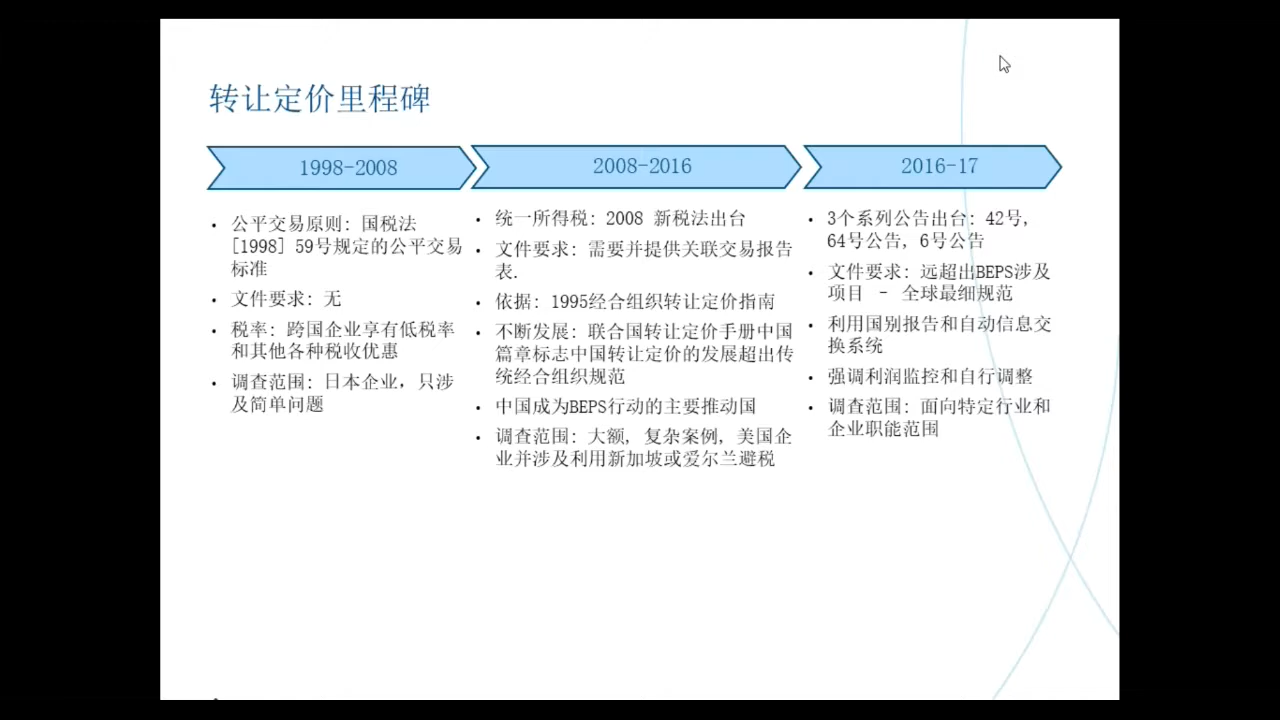 转让定价里程碑
1998-2008
• 公平交易原则: 国税法
[1998] 59号规定的公平交易
标准
• 文件要求: 无
• 税率: 跨国企业享有低税率
和其他各种税收优惠
• 调查范围: 日本企业, 只涉
及简单问题
2008-2016
• 统一所得税: 2008 新税法出台
• 文件要求: 需要并提供关联交易报告
表.
• 依据: 1995经合组织转让定价指南
• 不断发展: 联合国转让定价手册中国
篇章标志中国转让定价的发展超出传
统经合组织规范
• 中国成为BEPS行动的主要推动国
• 调查范围: 大额, 复杂案例, 美国企
业并涉及利用新加坡或爱尔兰避税
2016-17
• 3个系列公告出台: 42号,
64号公告, 6号公告
• 文件要求: 远超出BEPS涉及
项目 – 全球最细规范
• 利用国别报告和自动信息交
换系统
• 强调利润监控和自行调整
• 调查范围: 面向特定行业和
企业职能范围